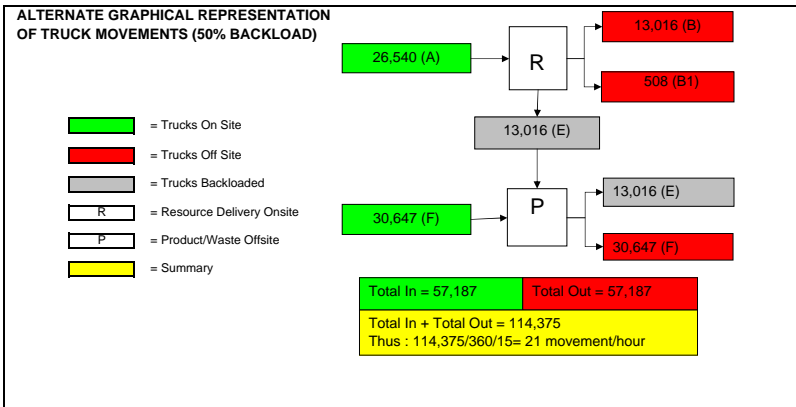 ALTERNATE GRAPHICAL REPRESENTATION
OF TRUCK MOVEMENTS (50% BACKLOAD)
26,540 (A)
R
13,016 (B)
508 (B1)
13,016 (E)
= Trucks On Site
= Trucks Off Site
= Trucks Backloaded
R = Resource Delivery Onsite
P = Product/Waste Offsite
= Summary
30,647 (F)
P
13,016 (E)
30,647 (F)
Total In = 57,187
Total Out = 57,187
Total In + Total Out = 114,375
Thus : 114,375/360/15= 21 movement/hour